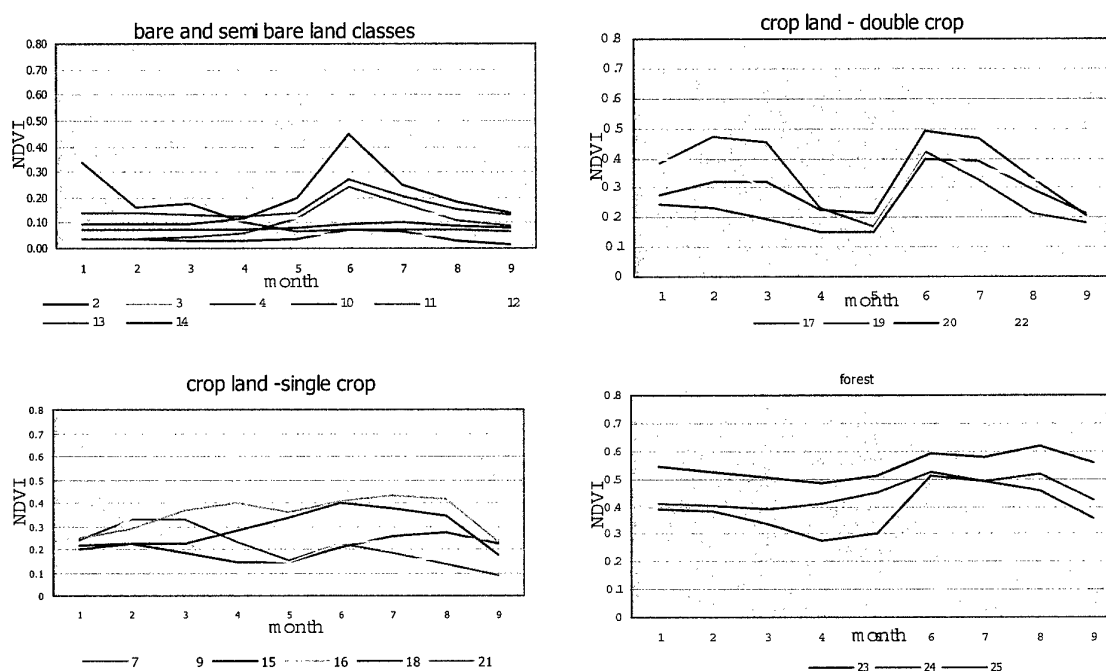 bare and semi bare land classes
0.80
0.70
0.60
0.50
0.40
0.30
0.20
0.10
0.00
NDVI
1 2 3 4 5 6 7 8 9
month
2 3 4 10 11 12
13 14
crop land - double crop
0.8
0.7
0.6
0.5
0.4
0.3
0.2
0.1
0
NDVI
1 2 3 4 5 6 7 8 9
month
17 19 20 22
crop land -single crop
0.8
0.7
0.6
0.5
0.4
0.3
0.2
0.1
0
NDVI
1 2 3 4 5 6 7 8 9
month
7 9 15 16 18 21
forest
0.8
0.7
0.6
0.5
0.4
0.3
0.2
0.1
0
NDVI
1 2 3 4 5 6 7 8 9
month
23 24 25